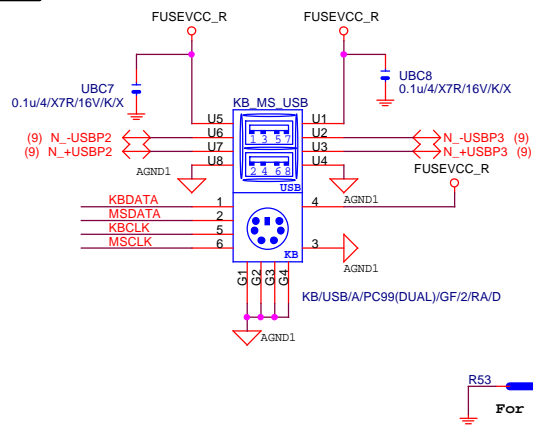 FUSEVCC_R FUSEVCC_R
UBC7
0.1u/4/X7R/16V/K/X
UBC8
0.1u/4/X7R/16V/K/X
KB_MS_USB
U5 U1
(9) N_-USBP2 U6 1 3 5 7 U2 N_-USBP3 (9)
(9) N_+USBP2 U7 U3 N_+USBP3 (9)
AGND1 U8 2 4 6 8 U4 FUSEVCC_R
USB
KBDATA 1 4 AGND1
MSDATA 2
KBCLK 5
MSCLK 6 3
KB
AGND1
G1 G2 G3 G4
KB/USB/A/PC99(DUAL)/GF/2/RA/D
AGND1
R53
For